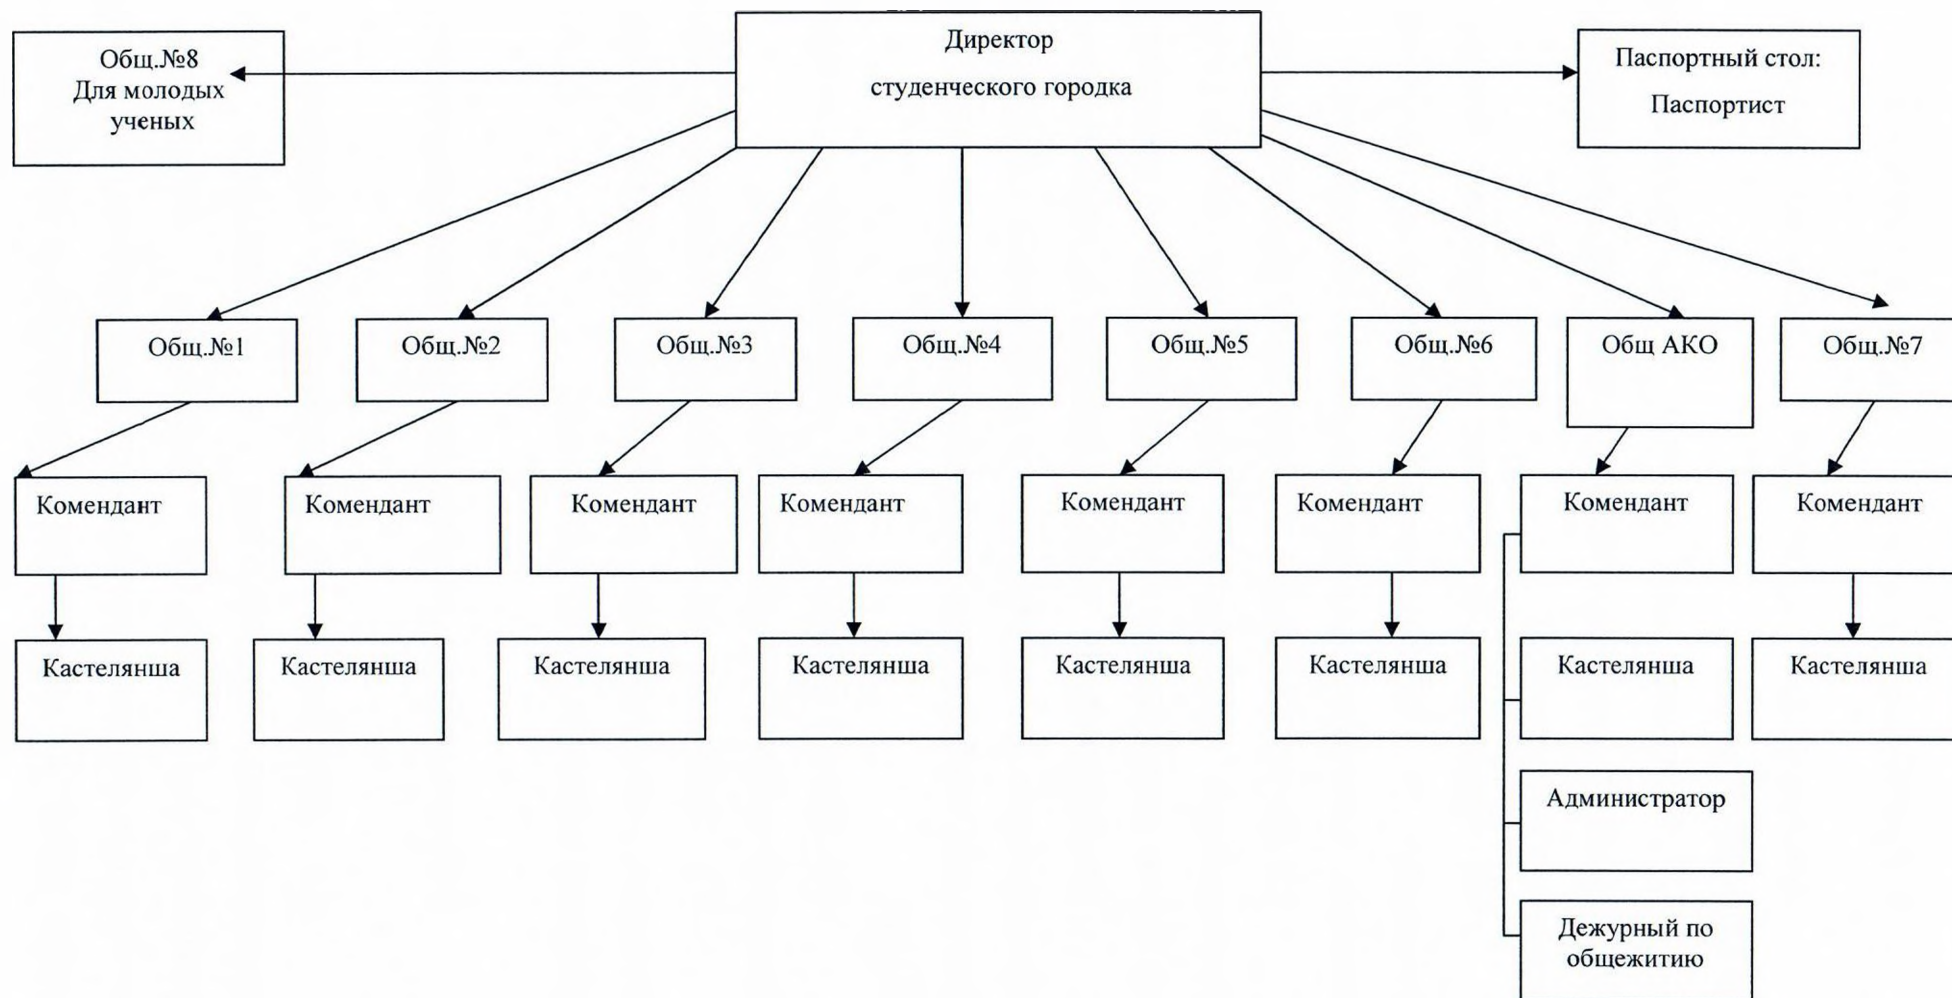 Директор
студенческого городка
Общ.№8
Для молодых
ученых
Паспортный стол:
Паспортист
Общ.№1
Общ.№2
Общ.№3
Общ.№4
Общ.№5
Общ.№6
Общ АКО
Общ.№7
Комендант
Комендант
Комендант
Комендант
Комендант
Комендант
Комендант
Комендант
Кастелянша
Кастелянша
Кастелянша
Кастелянша
Кастелянша
Кастелянша
Кастелянша
Кастелянша
Администратор
Дежурный по
общежитию